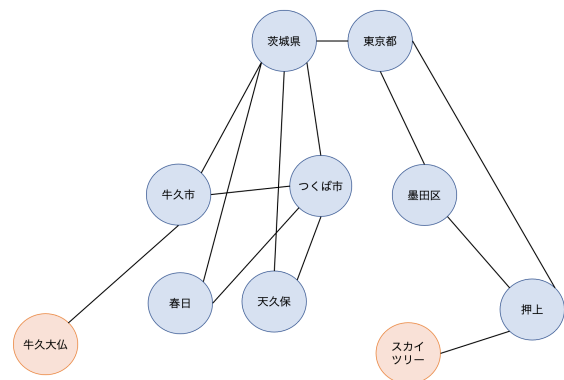 茨城県
東京都
牛久市
つくば市
墨田区
春日
天久保
押上
牛久大仏
スカイ
ツリー